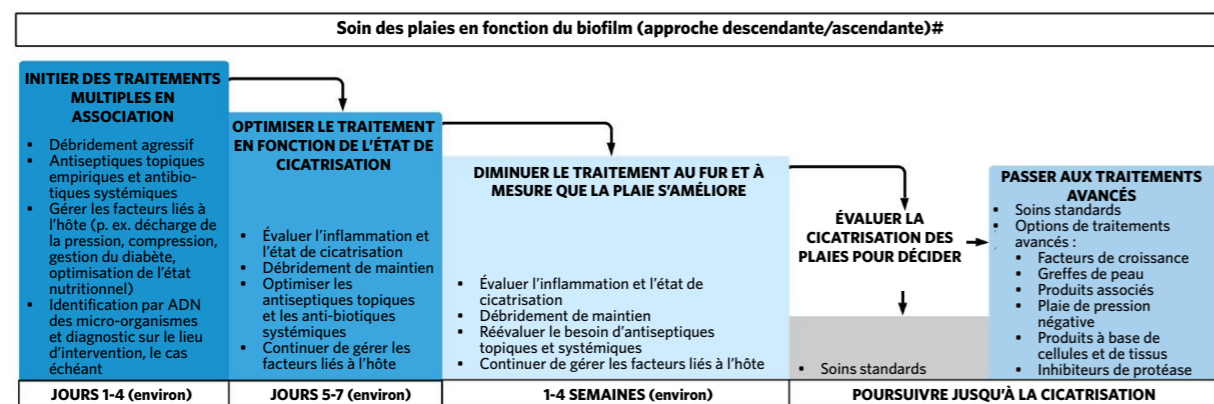 Soin des plaies en fonction du biofilm (approche descendante/ascendante)#
INITIER DES TRAITEMENTS
MULTIPLES EN
ASSOCIATION
• Débridement agressif
• Antiseptiques topiques
empiriques et antibio-
tiques systémiques
• Gérer les facteurs liés à
l'hôte (p. ex. décharge de
la pression, compression,
gestion du diabète,
optimisation de l'état
nutritionnel)
• Identification par ADN
des micro-organismes
et diagnostic sur le lieu
d'intervention, le cas
échéant
JOURS 1-4 (environ)
OPTIMISER LE TRAITEMENT
EN FONCTION DE L'ÉTAT DE
CICATRISATION
• Évaluer l'inflammation et
l'état de cicatrisation
• Débridement de maintien
• Optimiser les
antiseptiques topiques
et les anti-biotiques
systémiques
• Continuer de gérer les
facteurs liés à l'hôte
JOURS 5-7 (environ)
DIMINUER LE TRAITEMENT AU FUR ET À
MESURE QUE LA PLAIE S'AMÉLIORE
• Évaluer l'inflammation et l'état de
cicatrisation
• Débridement de maintien
• Réévaluer le besoin d'antiseptiques
topiques et systémiques
• Continuer de gérer les facteurs liés à l'hôte
1-4 SEMAINES (environ)
ÉVALUER LA
CICATRISATION DES
PLAIES POUR DÉCIDER
• Soins standards
PASSER AUX TRAITEMENTS
AVANCÉS
• Soins standards
• Options de traitements
avancés :
• Facteurs de croissance
• Greffes de peau
• Produits associés
• Plaie de pression
négative
• Produits à base de
cellules et de tissus
• Inhibiteurs de protéase
POURSUIVRE JUSQU'À LA CICATRISATION